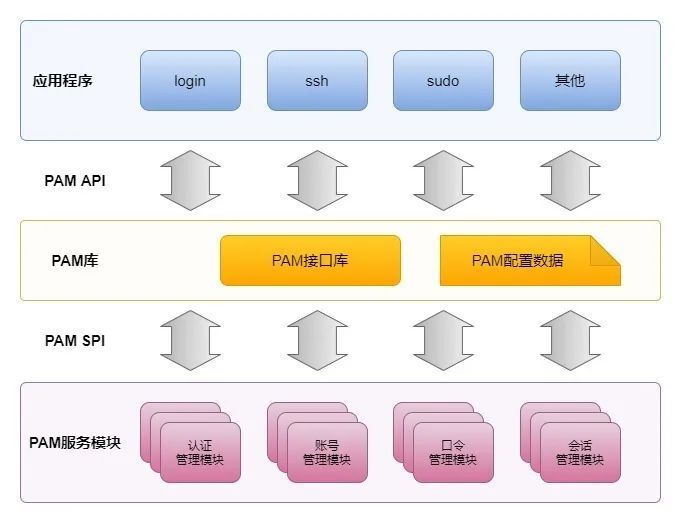 应用程序
login
ssh
sudo
其他
PAM API
PAM库
PAM接口库
PAM配置数据
PAM SPI
PAM服务模块
认证
管理模块
账号
管理模块
口令
管理模块
会话
管理模块